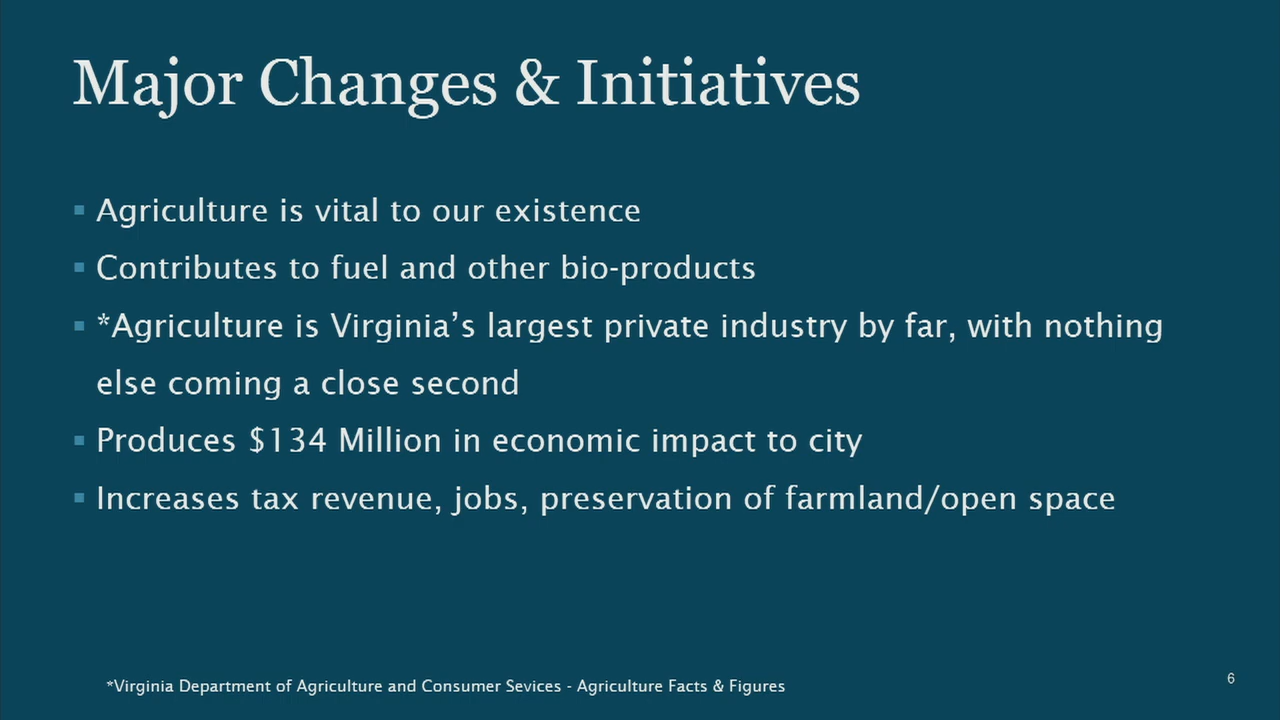 Major Changes & Initiatives
▪ Agriculture is vital to our existence
▪ Contributes to fuel and other bio-products
▪ *Agriculture is Virginia’s largest private industry by far, with nothing
else coming a close second
▪ Produces $134 Million in economic impact to city
▪ Increases tax revenue, jobs, preservation of farmland/open space
*Virginia Department of Agriculture and Consumer Sevices - Agriculture Facts & Figures
6